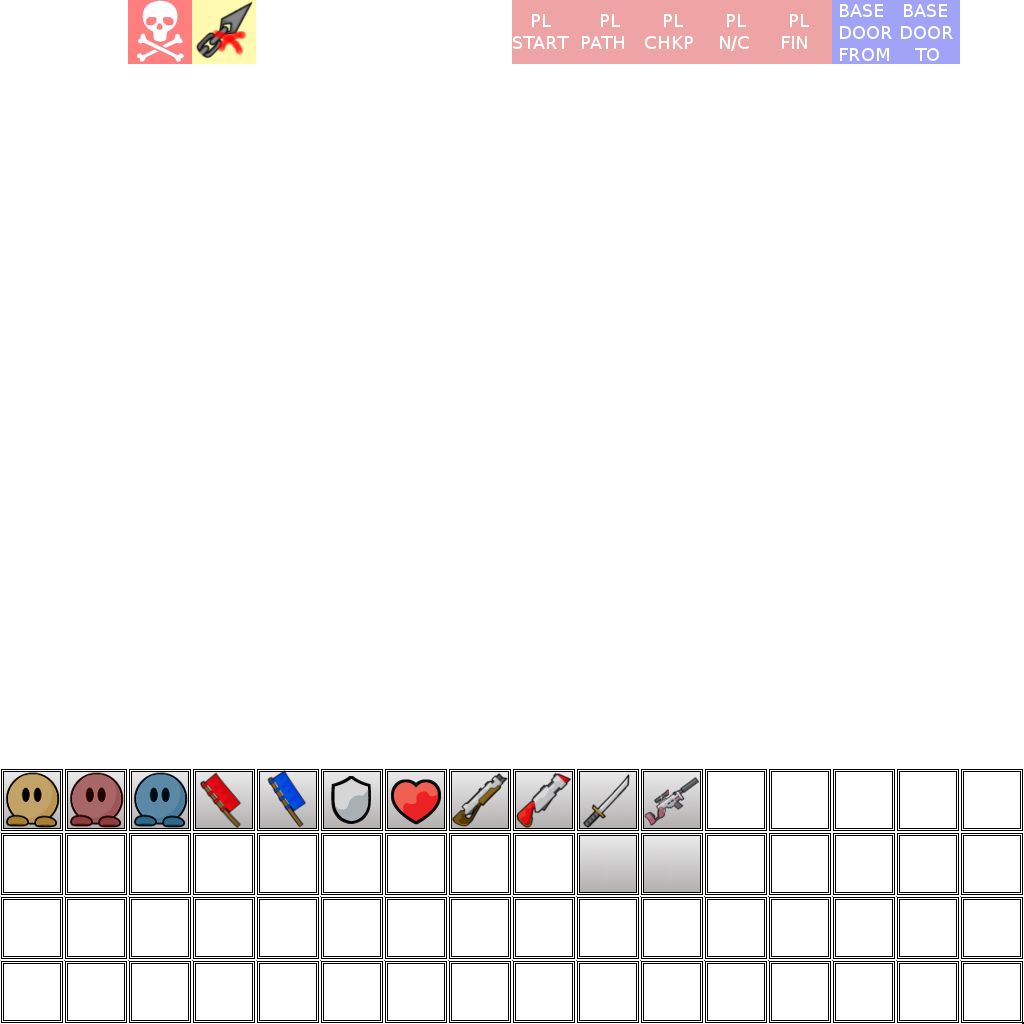 PL
START
PL
PATH
PL
CHKP
PL
N/C
PL
FIN
BASE
DOOR
FROM
BASE
DOOR
TO